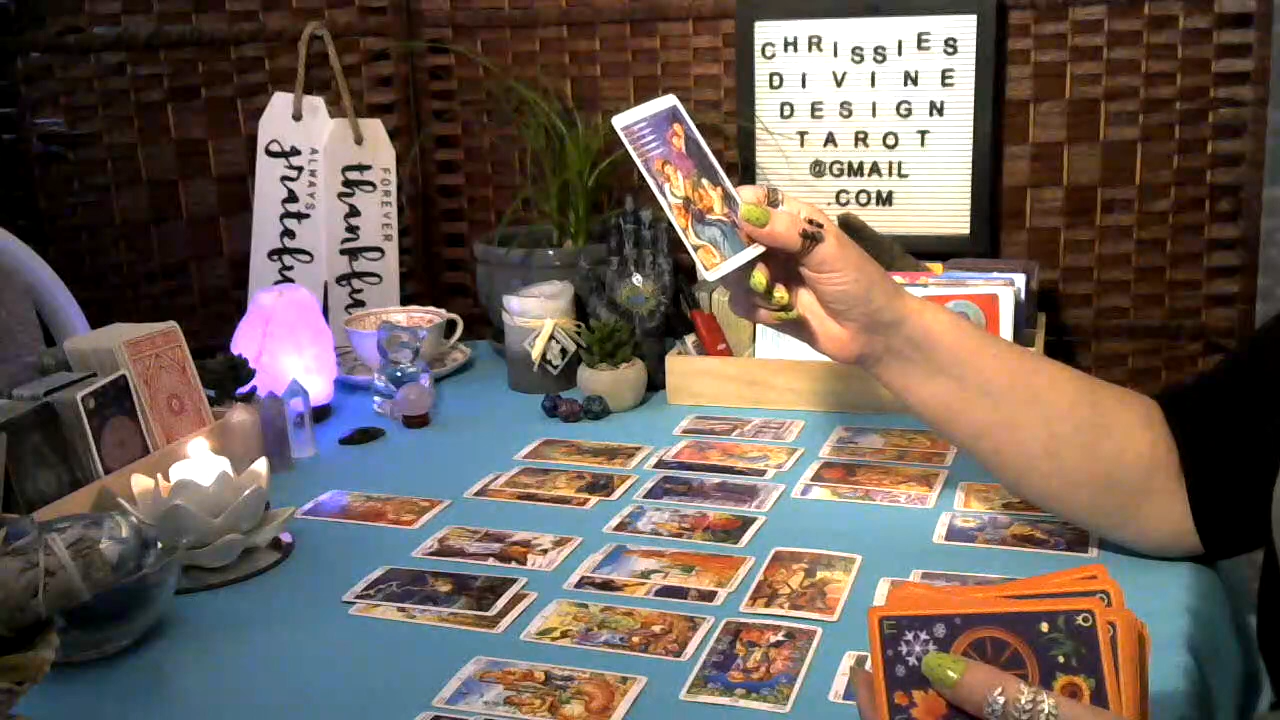 CHRISSIES
DIVINE
DESIGN
TAROT
@GMAIL
.COM
ALWAYS
grateful
FOREVER
thankful